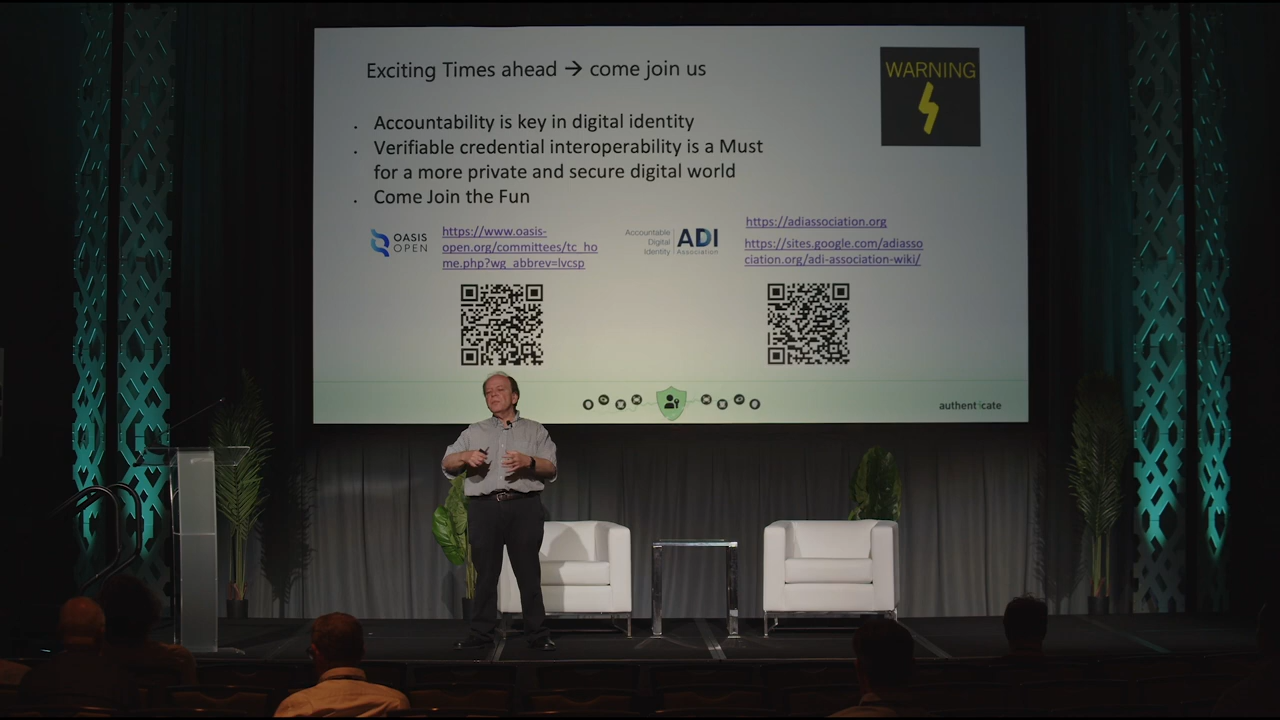 Exciting Times ahead → come join us
WARNING
. Accountability is key in digital identity
. Verifiable credential interoperability is a Must
for a more private and secure digital world
. Come Join the Fun
OASIS
OPEN
https://www.oasis-
open.org/committees/tc_ho
me.php?wg_abbrev=lvcsp
Accountable
Digital
Identity
ADI
Association
https://adiassociation.org
https://sites.google.com/adiasso
ciation.org/adi-association-wiki/
authenticate